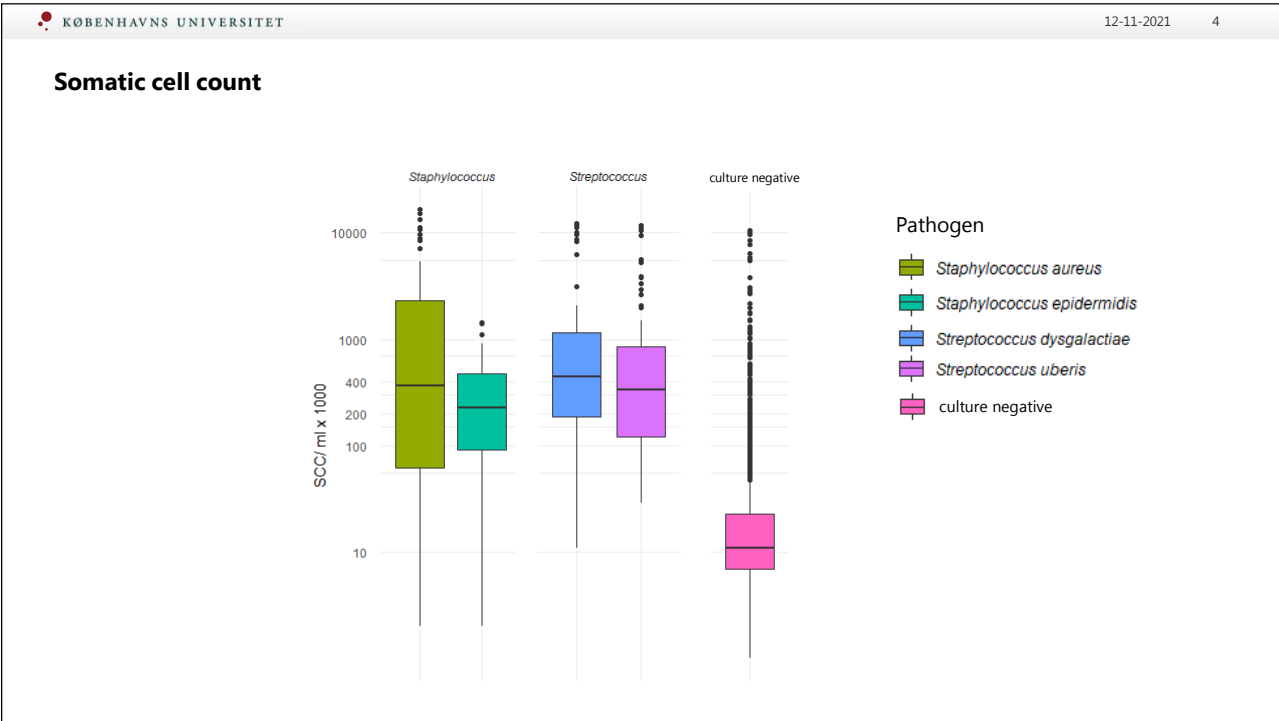 KØBENHAVNS UNIVERSITET
12-11-2021 4
Somatic cell count
Staphylococcus Streptococcus culture negative
10000
1000
400
200
100
10
SCC/ ml x 1000
Pathogen
Staphylococcus aureus
Staphylococcus epidermidis
Streptococcus dysgalactiae
Streptococcus uberis
culture negative